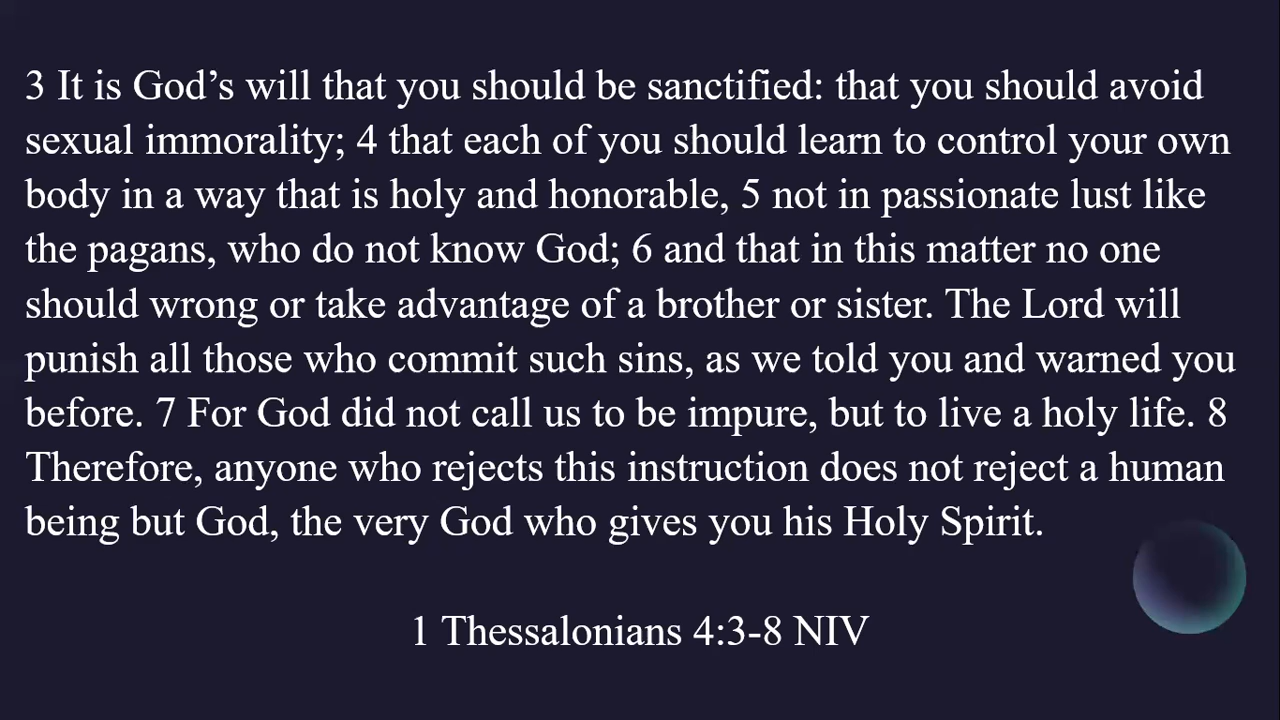 3 It is God’s will that you should be sanctified: that you should avoid
sexual immorality; 4 that each of you should learn to control your own
body in a way that is holy and honorable, 5 not in passionate lust like
the pagans, who do not know God; 6 and that in this matter no one
should wrong or take advantage of a brother or sister. The Lord will
punish all those who commit such sins, as we told you and warned you
before. 7 For God did not call us to be impure, but to live a holy life. 8
Therefore, anyone who rejects this instruction does not reject a human
being but God, the very God who gives you his Holy Spirit.
1 Thessalonians 4:3-8 NIV